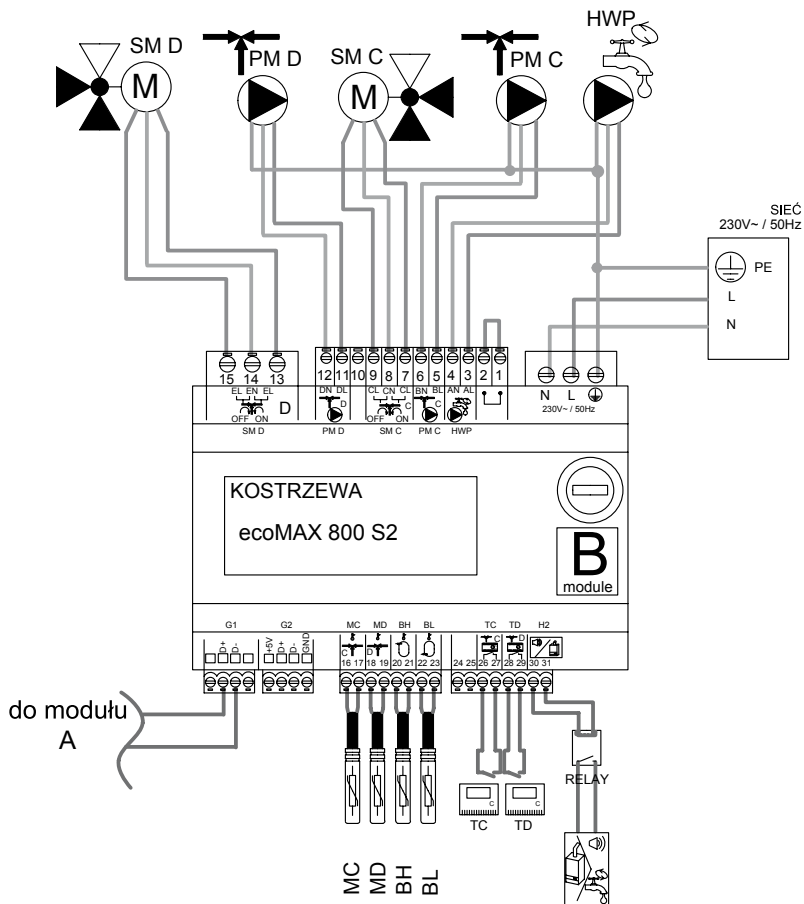 HWP
SM D
PM D
SM C
PM C
M
M
SIEĆ
230V~ / 50Hz
PE
L
N
15 14 13
12 11 10 9 8 7 6 5 4 3 2 1
N L
230V~ / 50Hz
EL EN EL
D
OFF ON
SM D
DN DL
D
PM D
CL CN CL
C
OFF ON
SM C
BN BL
C
PM C
AN AL
HWP
KOSTRZEWA
ecoMAX 800 S2
B
module
G1
G2
MC MD BH BL
TC TD H2
D+ D-
+5V D+ D- GND
C
D
C
D
16 17 18 19 20 21 22 23
24 25 26 27 28 29 30 31
do modułu
A
RELAY
C
C
TC
TD
MC
MD
BH
BL